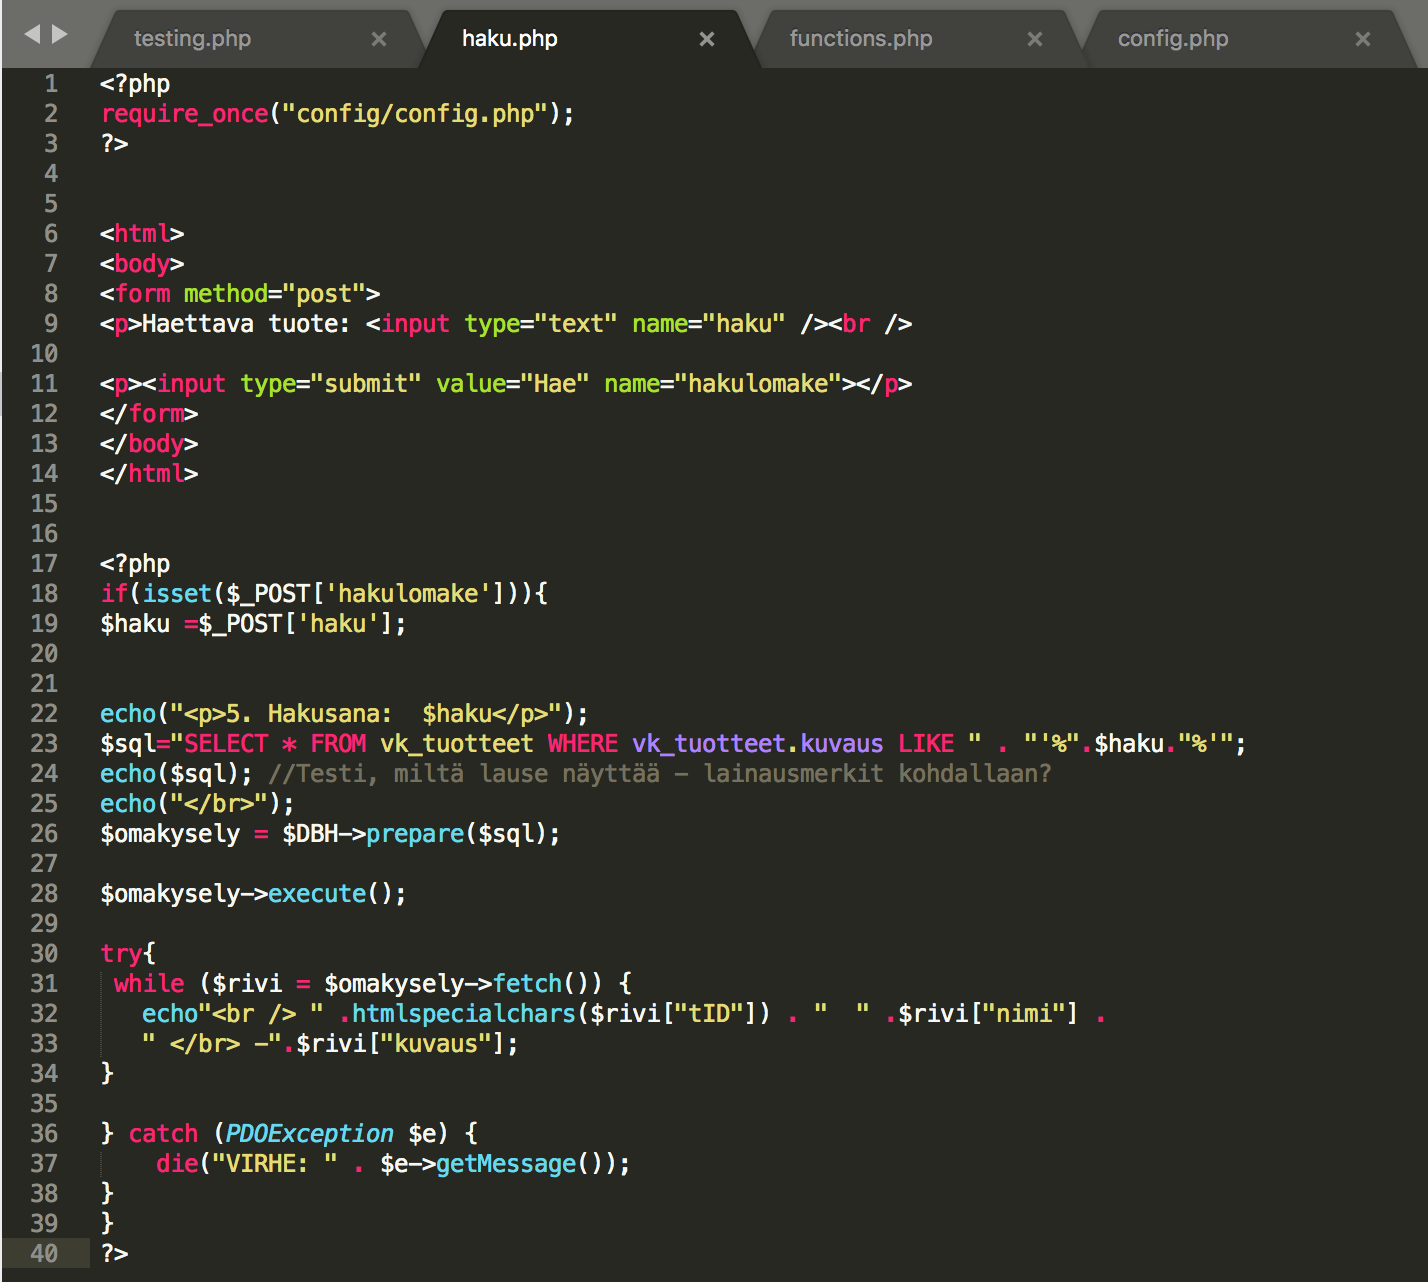 testing.php × haku.php × functions.php × config.php ×
1 <?php
2 require_once("config/config.php");
3 ?>
4
5
6 <html>
7 <body>
8 <form method="post">
9 <p>Haettava tuote: <input type="text" name="haku" /><br />
10
11 <p><input type="submit" value="Hae" name="hakulomake"></p>
12 </form>
13 </body>
14 </html>
15
16
17 <?php
18 if(isset($_POST['hakulomake'])){
19 $haku =$_POST['haku'];
20
21
22 echo("<p>5. Hakusana:  $haku</p>");
23 $sql="SELECT * FROM vk_tuotteet WHERE vk_tuotteet.kuvaus LIKE " . "'%".$haku."%'";
24 echo($sql); //Testi, miltä lause näyttää - lainausmerkit kohdallaan?
25 echo("</br>");
26 $omakysely = $DBH->prepare($sql);
27
28 $omakysely->execute();
29
30 try{
31  while ($rivi = $omakysely->fetch()) {
32    echo"<br /> " .htmlspecialchars($rivi["tID"]) . "  " .$rivi["nimi"] .
33    " </br> -".$rivi["kuvaus"];
34 }
35
36 } catch (PDOException $e) {
37     die("VIRHE: " . $e->getMessage());
38 }
39 }
40 ?>